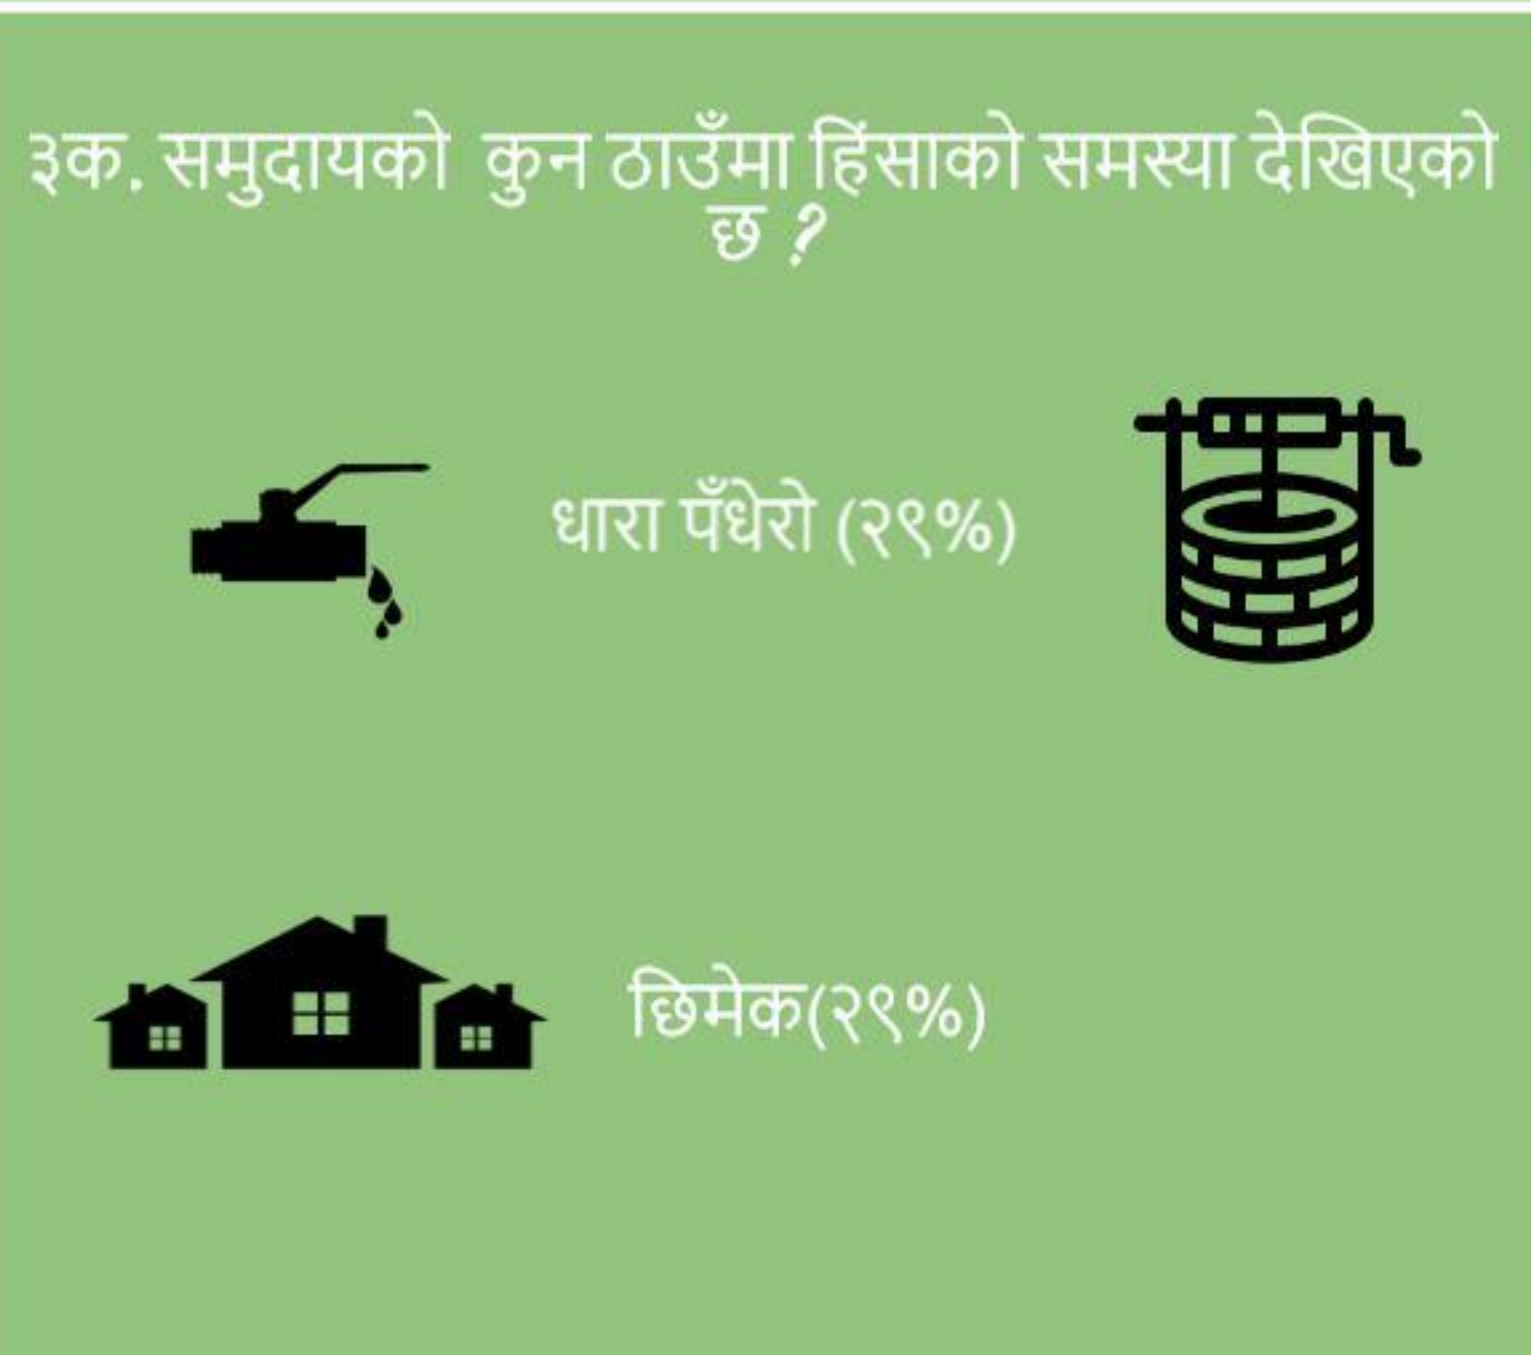 ३क. समुदायको कुन ठाउँमा हिंसाको समस्या देखिएको
छ ?
धारा पँधेरो (२९%)
छिमेक(२९%)